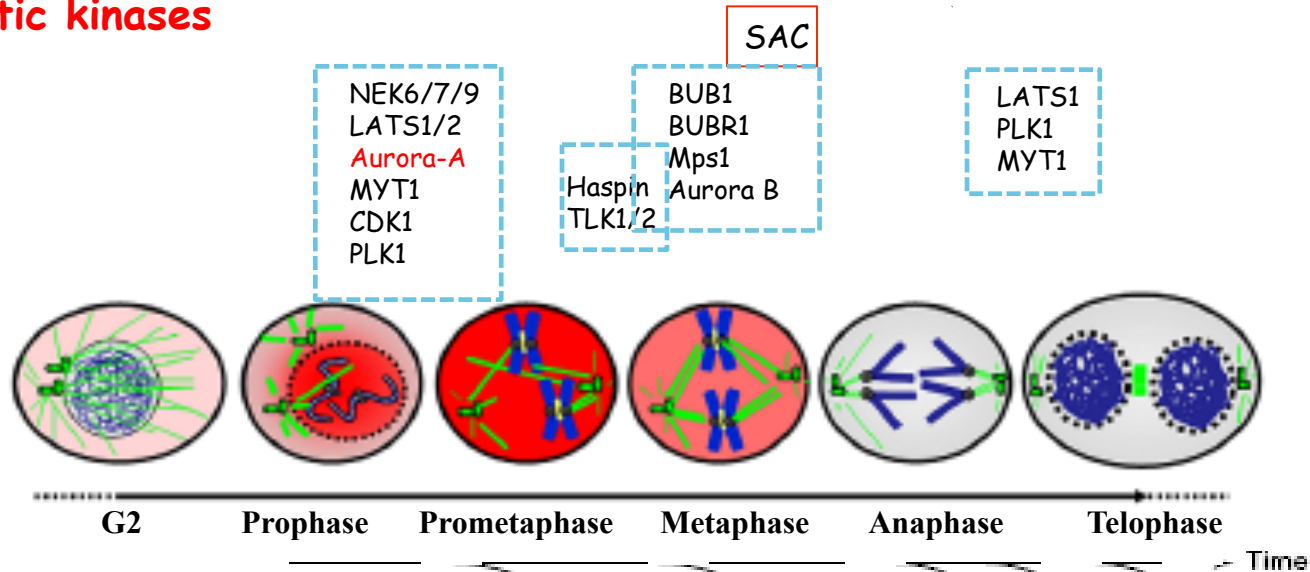 tic kinases
SAC
NEK6/7/9
LATS1/2
Aurora-A
MYT1
CDK1
PLK1
Haspin
TLK1/2
BUB1
BUBR1
Mps1
Aurora B
LATS1
PLK1
MYT1
G2 Prophase Prometaphase Metaphase Anaphase Telophase
Time